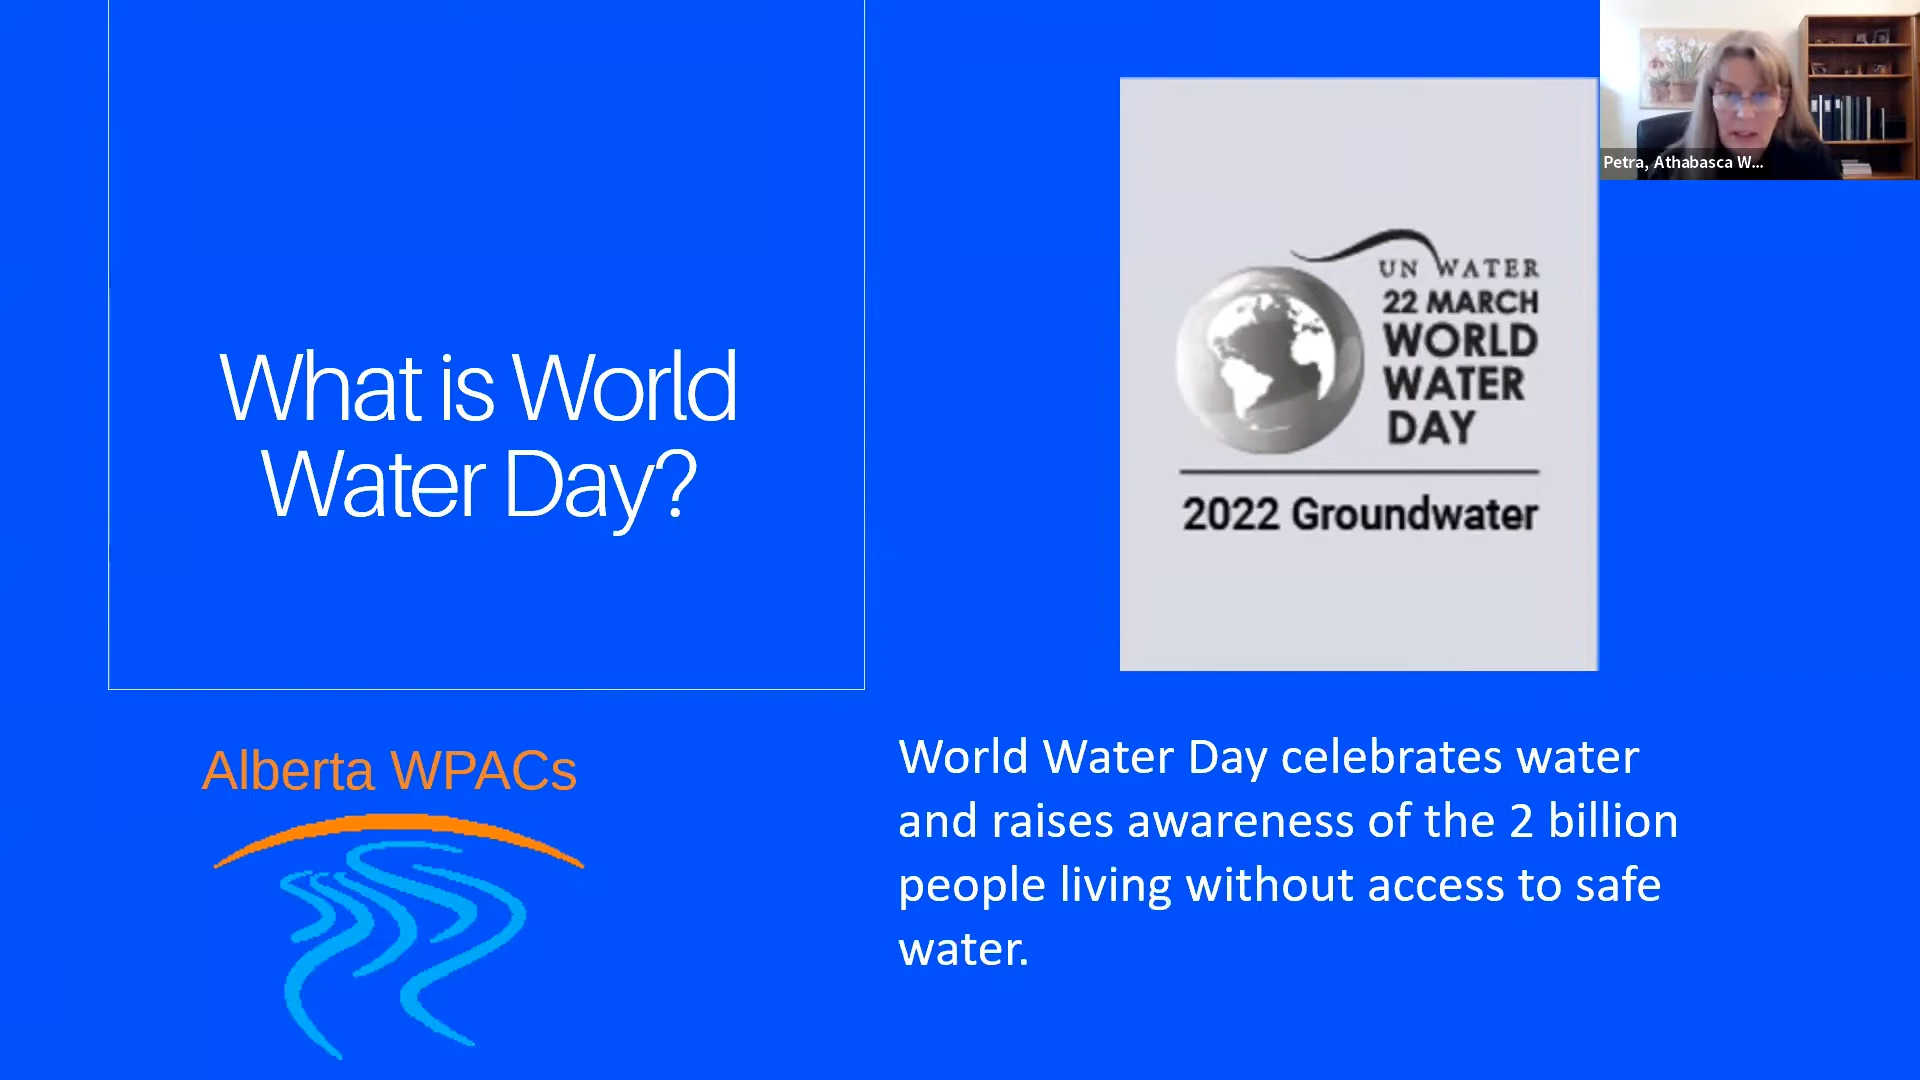 What is World
Water Day?
UN WATER
22 MARCH
WORLD
WATER
DAY
2022 Groundwater
Petra, Athabasca W...
Alberta WPACs
World Water Day celebrates water
and raises awareness of the 2 billion
people living without access to safe
water.